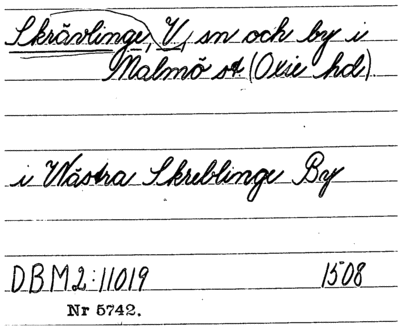 Skrävlinge, V, sn och by i
Malmö st (Oxie hd)
i Wästra Skreblinge By
DBM2:11019 1508
Nr 5742.